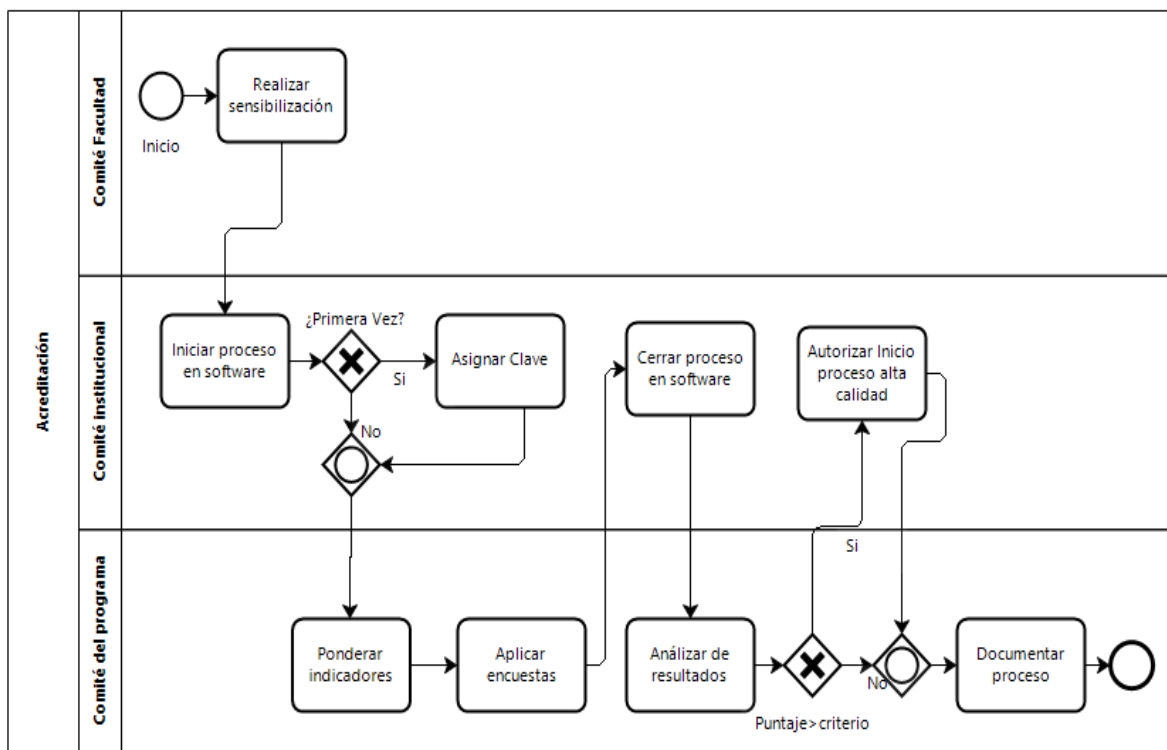 Acreditación
Comité Facultad
Inicio
Realizar
sensibilización
Comité institucional
Iniciar proceso
en software
¿Primera Vez?
Si
No
Asignar Clave
Cerrar proceso
en software
Autorizar Inicio
proceso alta
calidad
Si
Comité del programa
Ponderar
indicadores
Aplicar
encuestas
Análizar de
resultados
Puntaje>criterio
No
Documentar
proceso